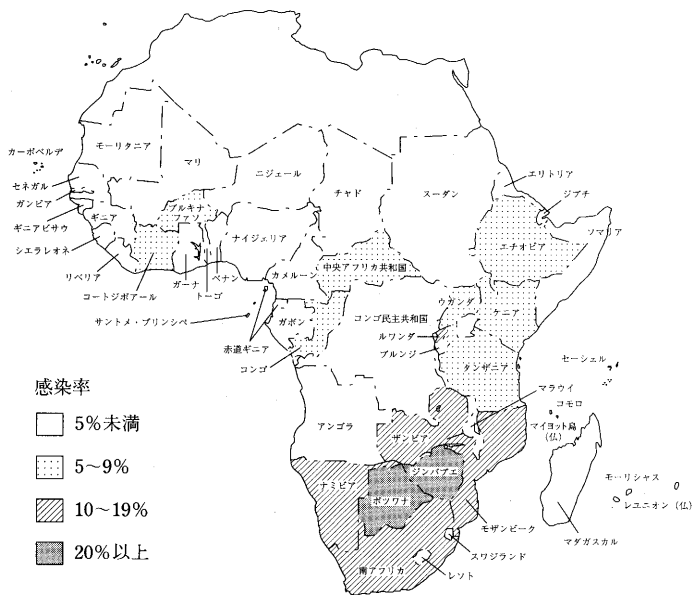 モーリタニア
マリ
ニジェール
チャド
スーダン
エリトリア
ジブチ
カーボベルデ
セネガル
ガンビア
ギニアビサウ
シエラレオネ
ギニア
ブルキナ
ファソ
ナイジェリア
エチオピア
ソマリア
リベリア
コートジボアール
ガーナ
トーゴ
ベナン
カメルーン
中央アフリカ共和国
サントメ・プリンシペ
赤道ギニア
ガボン
コンゴ
コンゴ民主共和国
ウガンダ
ケニア
ルワンダ
ブルンジ
タンザニア
セーシェル
マラウイ
コモロ
マイヨット島
(仏)
アンゴラ
ザンビア
ナミビア
ボツワナ
ジンバブエ
モーリシャス
レユニオン(仏)
モザンビーク
マダガスカル
スワジランド
レソト
南アフリカ
感染率
5%未満
5〜9%
10〜19%
20%以上